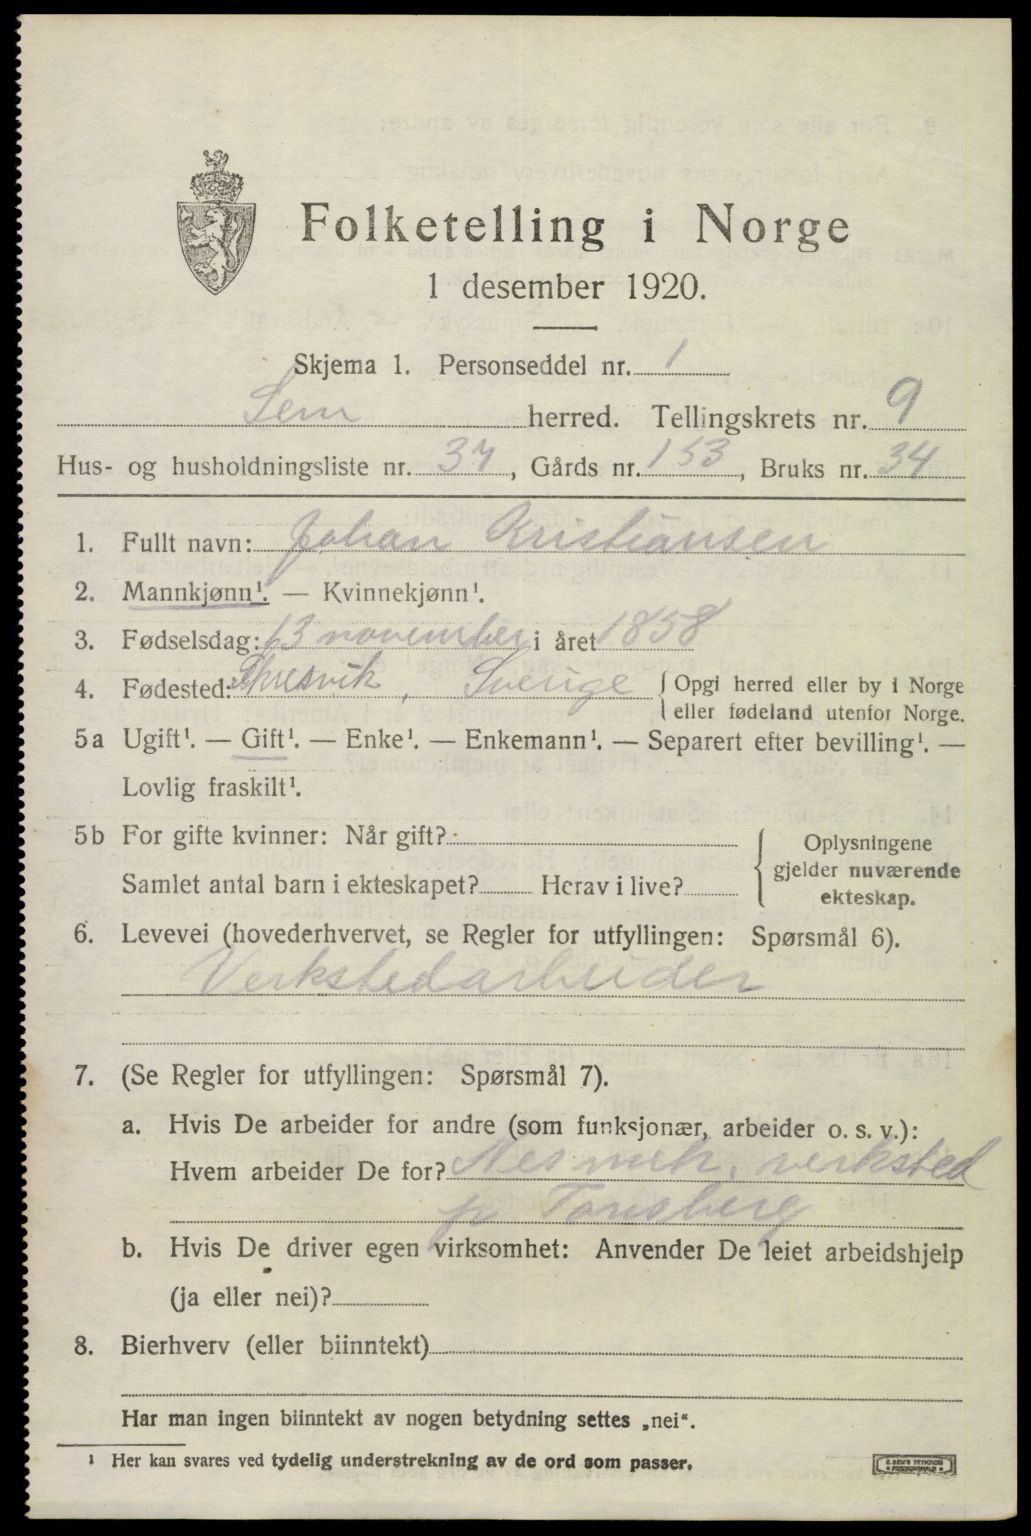 Folketelling i Norge
1 desember 1920.
Skjema 1. Personseddel nr. 1
Sem herred. Tellingskrets nr. 9
Hus- og husholdningsliste nr. 37, Gårds nr. 153, Bruks nr. 34
1. Fullt navn: Johan Kristiansen
2. Mannkjønn¹. — Kvinnekjønn¹.
3. Fødselsdag: 13 november i året 1858
4. Fødested: , Sverige { Opgi herred eller by i Norge
eller fødeland utenfor Norge.
5a Ugift¹. — Gift¹. — Enke¹. — Enkemann¹. — Separert efter bevilling¹. —
Lovlig fraskilt¹.
5b For gifte kvinner: Når gift?
Samlet antal barn i ekteskapet? Herav i live?
Oplysningene
gjelder nuværende
ekteskap.
6. Levevei (hovederhvervet, se Regler for utfyllingen: Spørsmål 6).
Verkstedarbeider
7. (Se Regler for utfyllingen: Spørsmål 7).
a. Hvis De arbeider for andre (som funksjonær, arbeider o. s. v.):
Hvem arbeider De for? Nes mek. verksted
pr Tønsberg
b. Hvis De driver egen virksomhet: Anvender De leiet arbeidshjelp
(ja eller nei)?
8. Bierhverv (eller biinntekt)
Har man ingen biinntekt av nogen betydning settes „nei“.
¹ Her kan svares ved tydelig understrekning av de ord som passer.